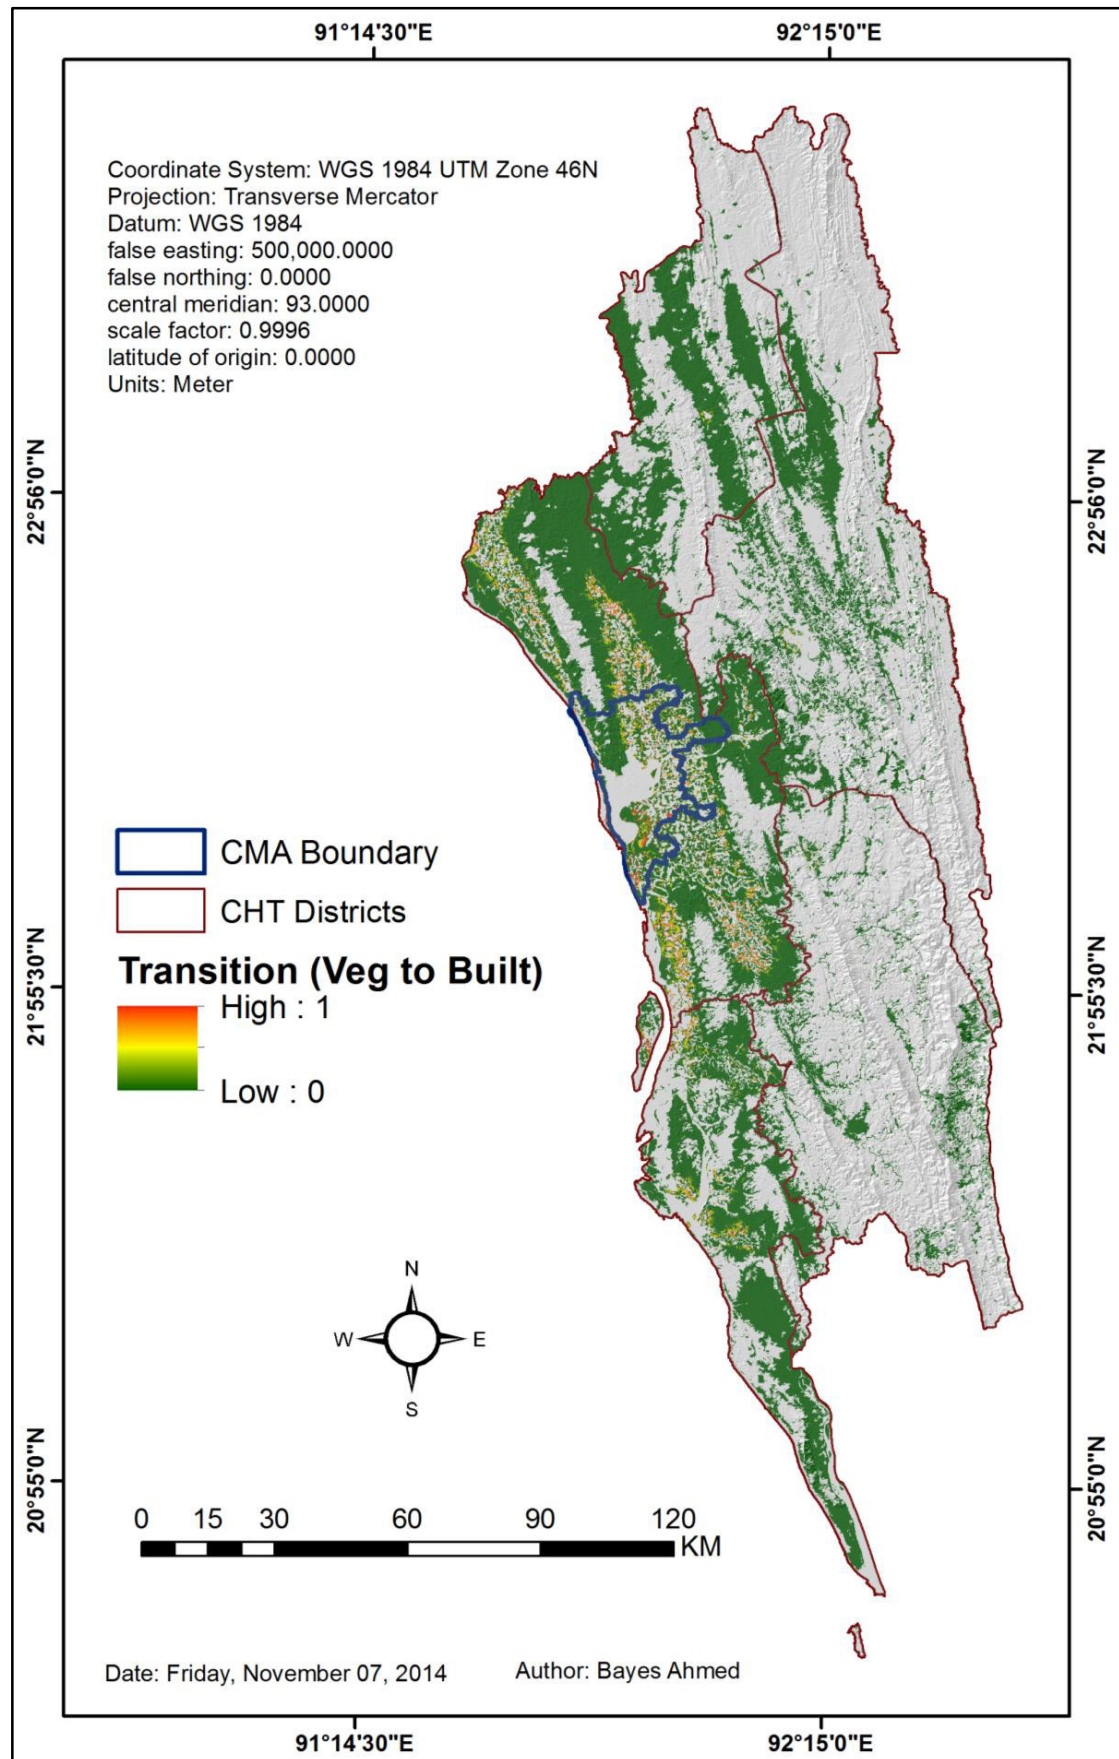 91°14'30"E
92°15'0"E
Coordinate System: WGS 1984 UTM Zone 46N
Projection: Transverse Mercator
Datum: WGS 1984
false easting: 500,000.0000
false northing: 0.0000
central meridian: 93.0000
scale factor: 0.9996
latitude of origin: 0.0000
Units: Meter
22°56'0"N
22°56'0"N
CMA Boundary
CHT Districts
Transition (Veg to Built)
High : 1
Low : 0
21°55'30"N
21°55'30"N
N
W
E
S
20°55'0"N
20°55'0"N
0 15 30 60 90 120
KM
Date: Friday, November 07, 2014
Author: Bayes Ahmed
91°14'30"E
92°15'0"E